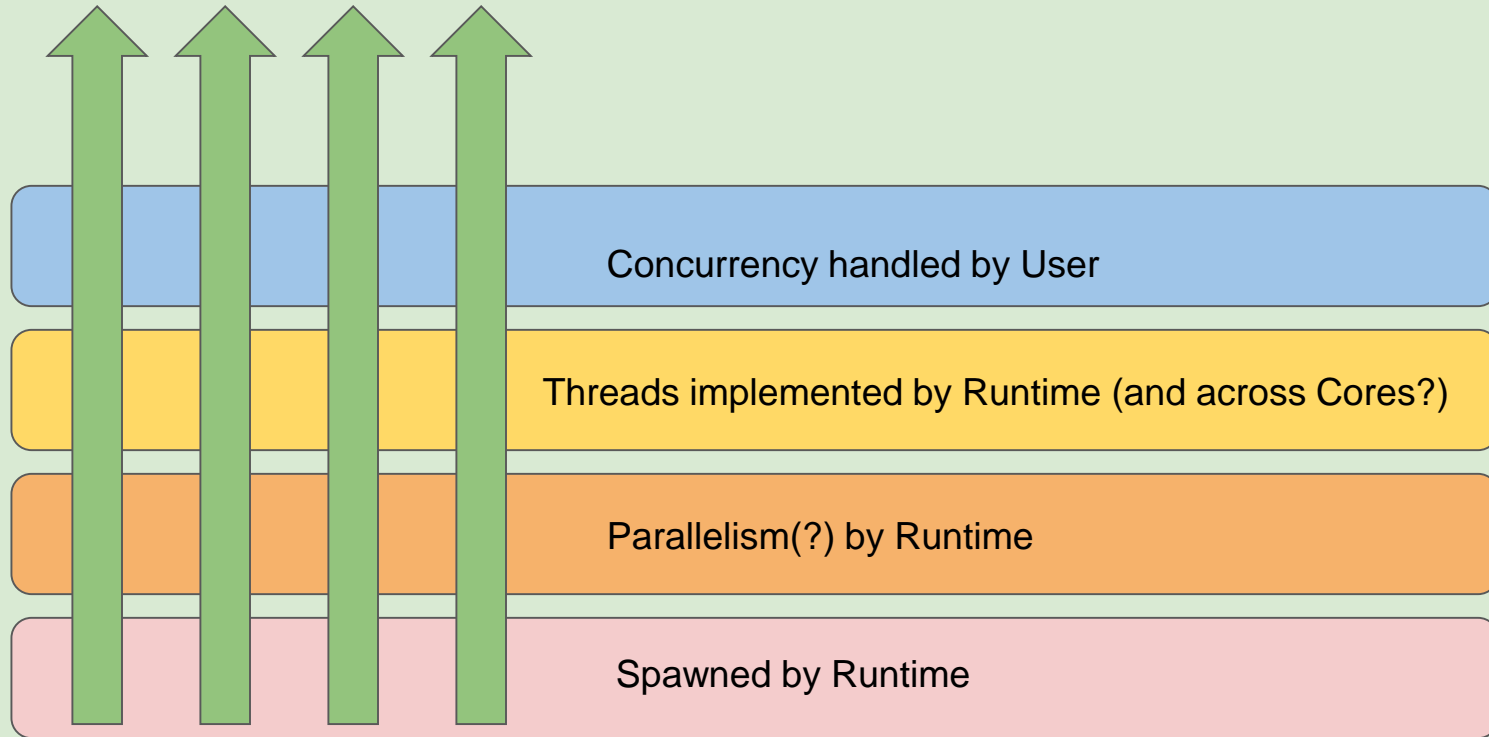 Concurrency handled by User
Threads implemented by Runtime (and across Cores?)
Parallelism(?) by Runtime
Spawned by Runtime